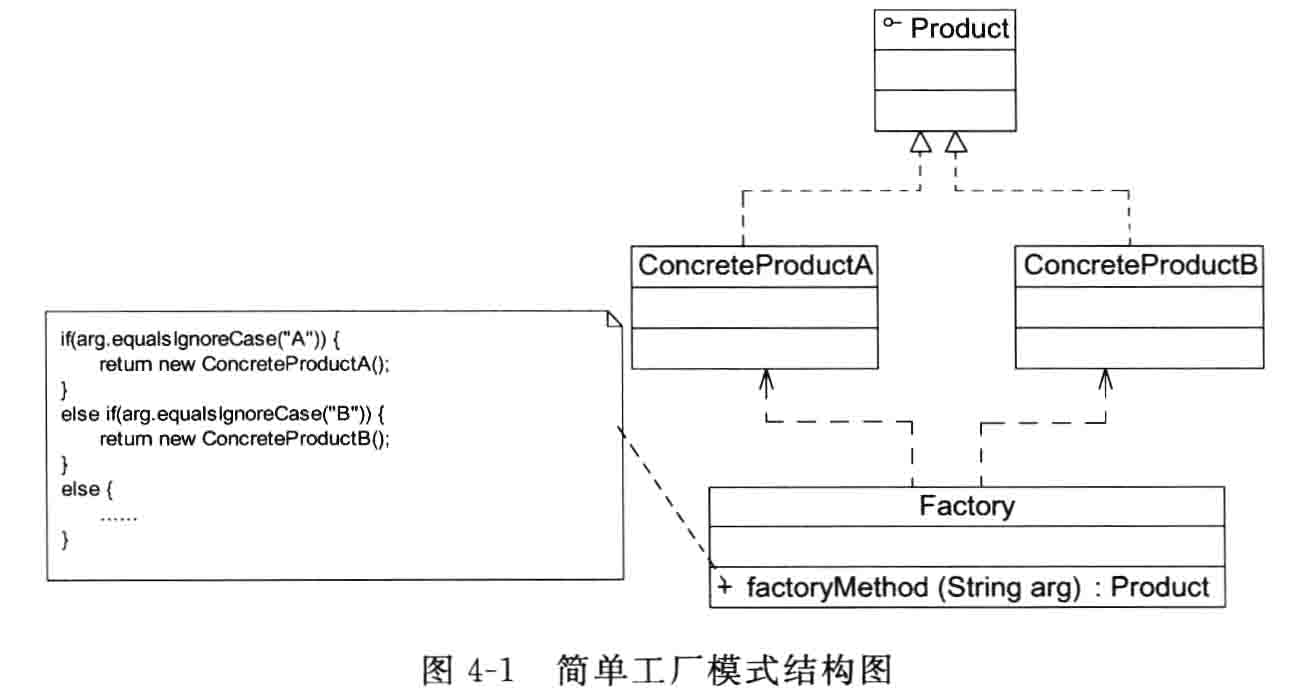 Product
ConcreteProductA
ConcreteProductB
if(arg.equalsIgnoreCase("A")) {
return new ConcreteProductA();
}
else if(arg.equalsIgnoreCase("B")) {
return new ConcreteProductB();
}
else {
......
}
Factory
+ factoryMethod (String arg) : Product
图 4-1 简单工厂模式结构图